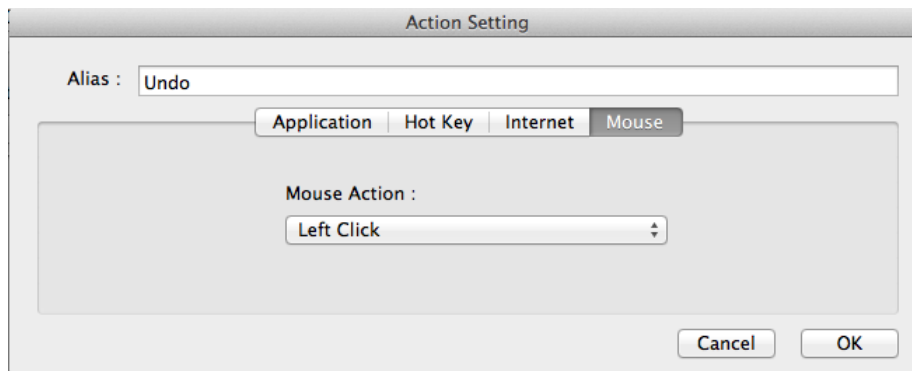 Action Setting
Alias : Undo
Application Hot Key Internet Mouse
Mouse Action :
Left Click
Cancel OK